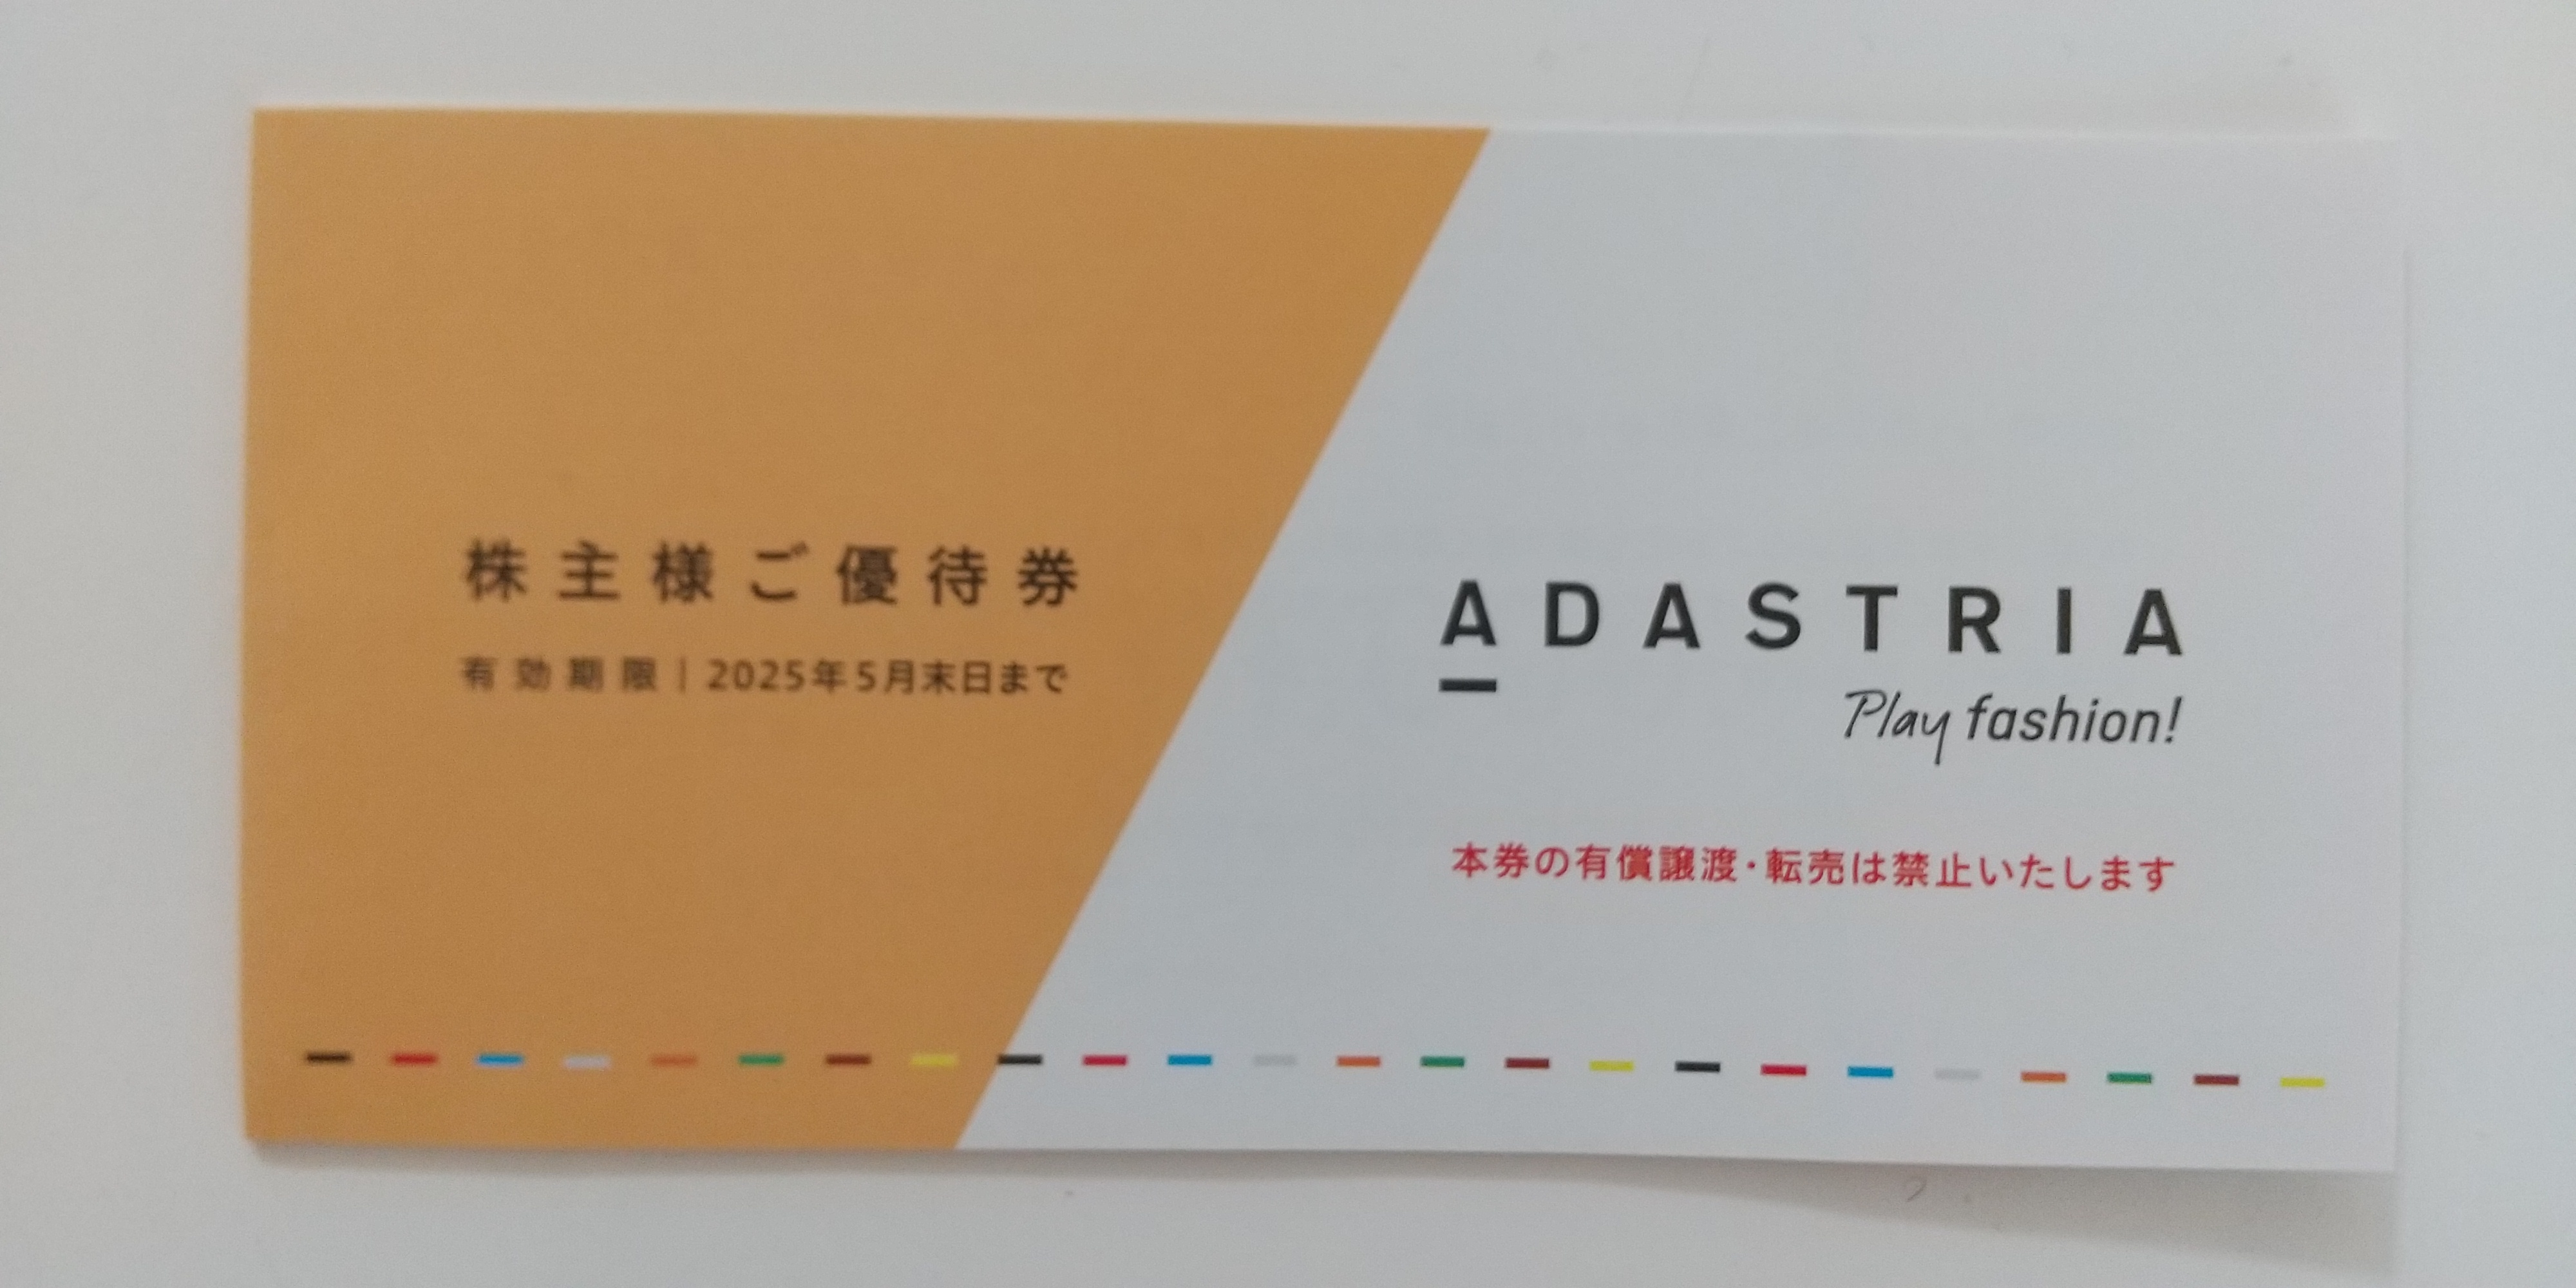 株主様ご優待券
有効期限｜2025年5月末日まで
ADASTRIA
Play fashion!
本券の有償譲渡・転売は禁止いたします